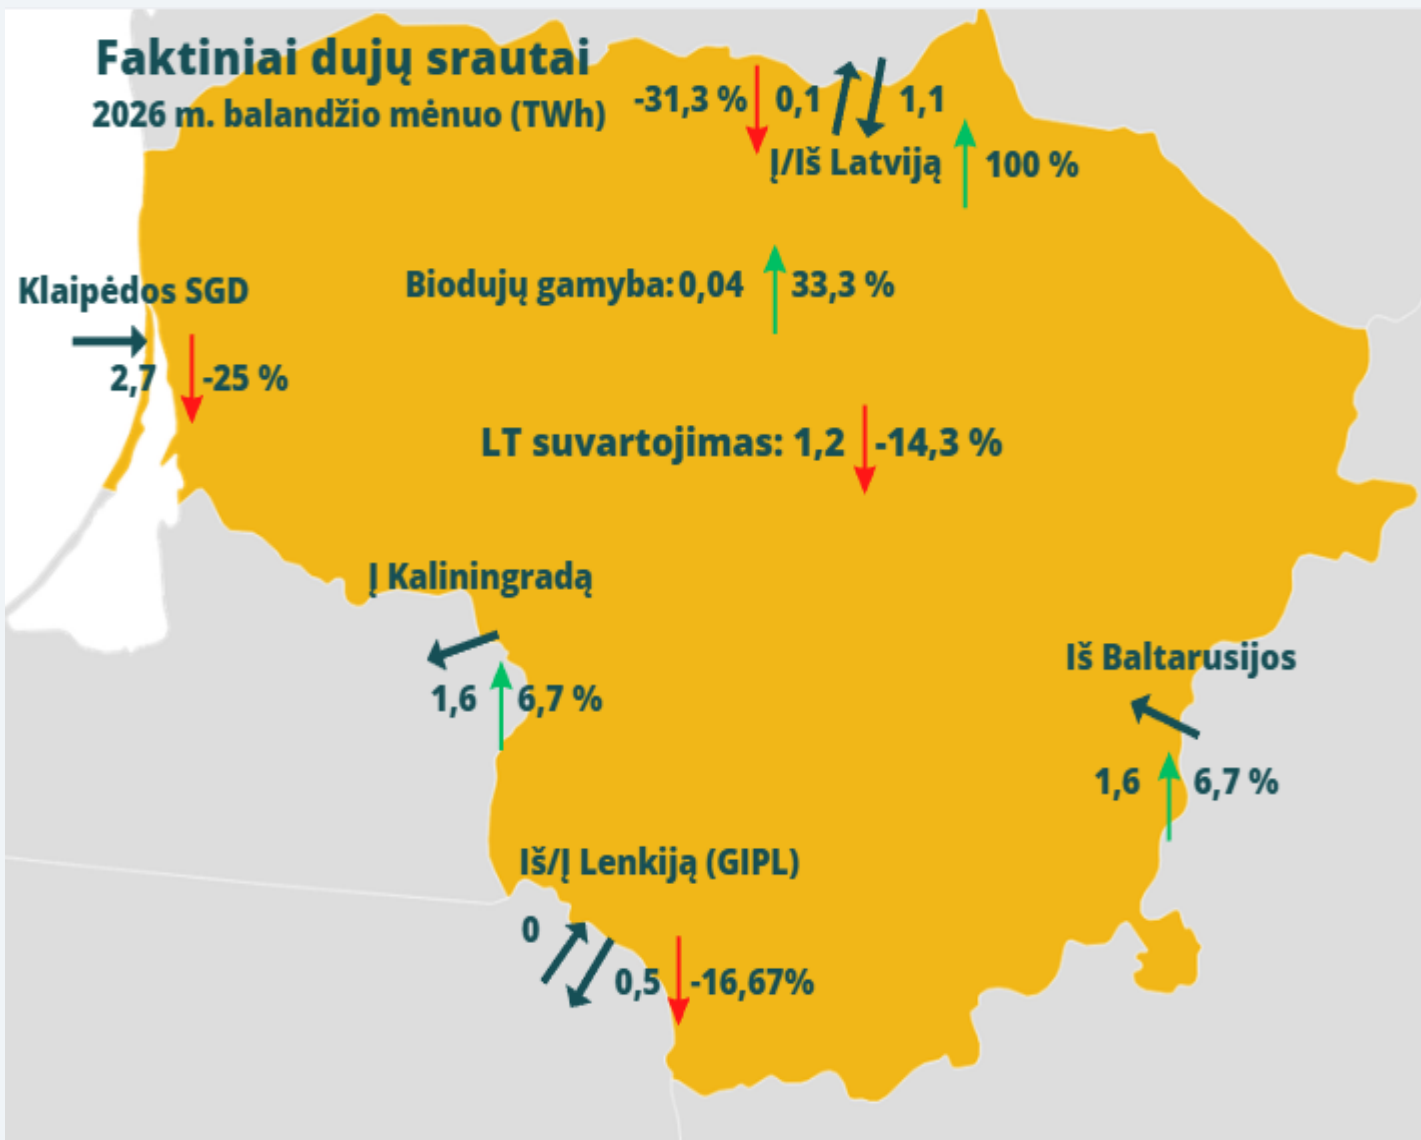 Faktiniai dujų srautai
2026 m. balandžio mėnuo (TWh)
-31,3 % 0,1 1,1
Į/Iš Latviją 100 %
Klaipėdos SGD
2,7 -25 %
Biodujų gamyba: 0,04 33,3 %
LT suvartojimas: 1,2 -14,3 %
Į Kaliningradą
1,6 6,7 %
Iš Baltarusijos
1,6 6,7 %
Iš/Į Lenkiją (GIPL)
0
0,5 -16,67%